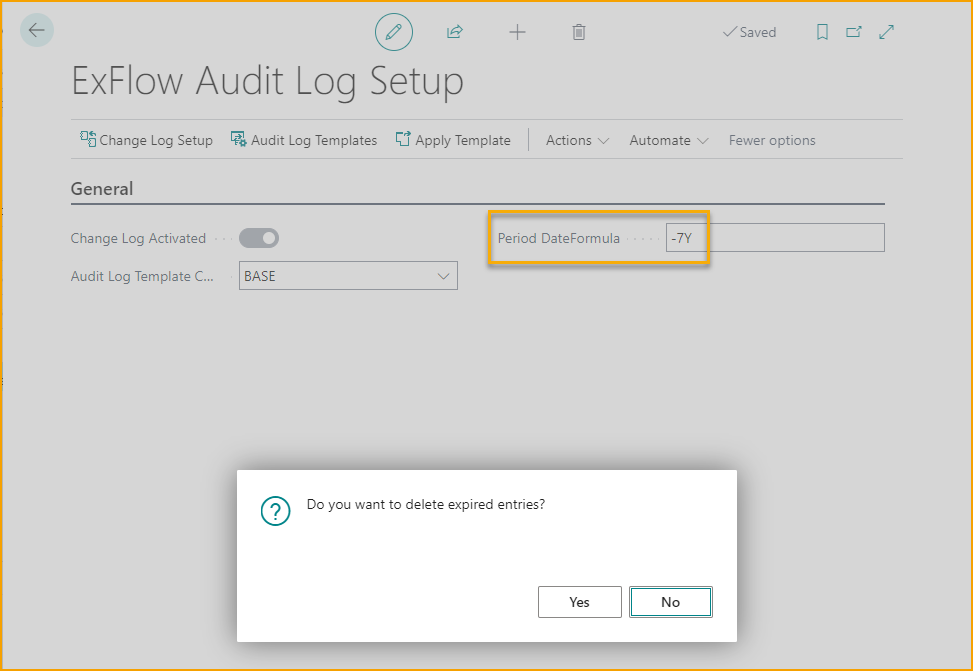 Saved
ExFlow Audit Log Setup
Change Log Setup Audit Log Templates Apply Template Actions Automate Fewer options
General
Change Log Activated Period DateFormula -7Y
Audit Log Template C... BASE
? Do you want to delete expired entries?
Yes No